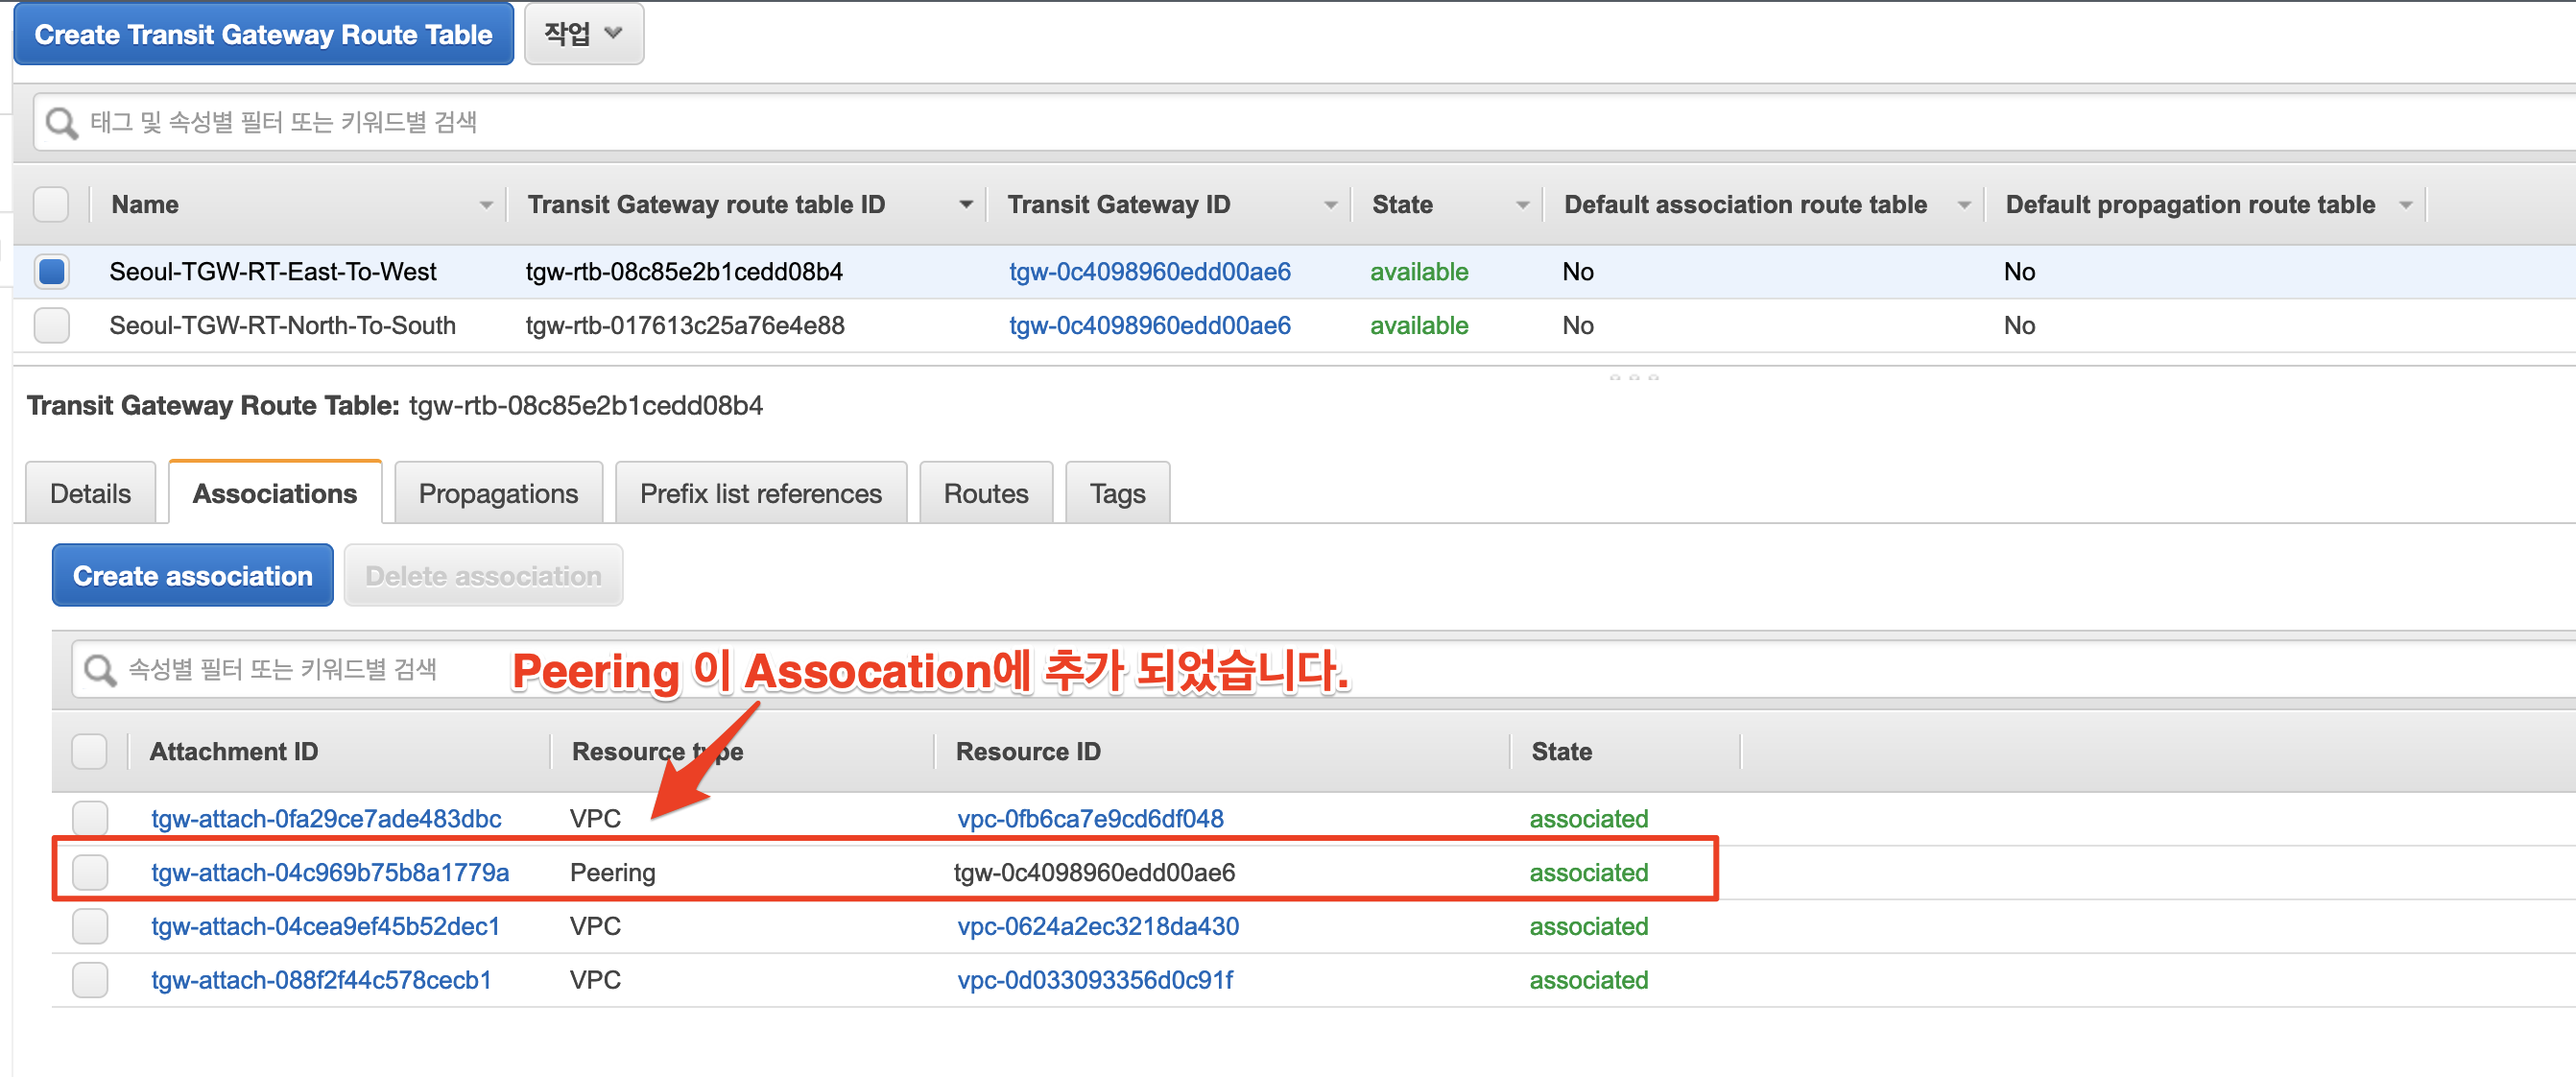 Create Transit Gateway Route Table 작업
태그 및 속성별 필터 또는 키워드별 검색
Name Transit Gateway route table ID Transit Gateway ID State Default association route table Default propagation route table
Seoul-TGW-RT-East-To-West tgw-rtb-08c85e2b1cedd08b4 tgw-0c4098960edd00ae6 available No No
Seoul-TGW-RT-North-To-South tgw-rtb-017613c25a76e4e88 tgw-0c4098960edd00ae6 available No No
Transit Gateway Route Table: tgw-rtb-08c85e2b1cedd08b4
Details Associations Propagations Prefix list references Routes Tags
Create association Delete association
속성별 필터 또는 키워드별 검색 Peering 이 Assocation에 추가 되었습니다.
Attachment ID Resource type Resource ID State
tgw-attach-0fa29ce7ade483dbc VPC vpc-0fb6ca7e9cd6df048 associated
tgw-attach-04c969b75b8a1779a Peering tgw-0c4098960edd00ae6 associated
tgw-attach-04cea9ef45b52dec1 VPC vpc-0624a2ec3218da430 associated
tgw-attach-088f2f44c578cecb1 VPC vpc-0d033093356d0c91f associated